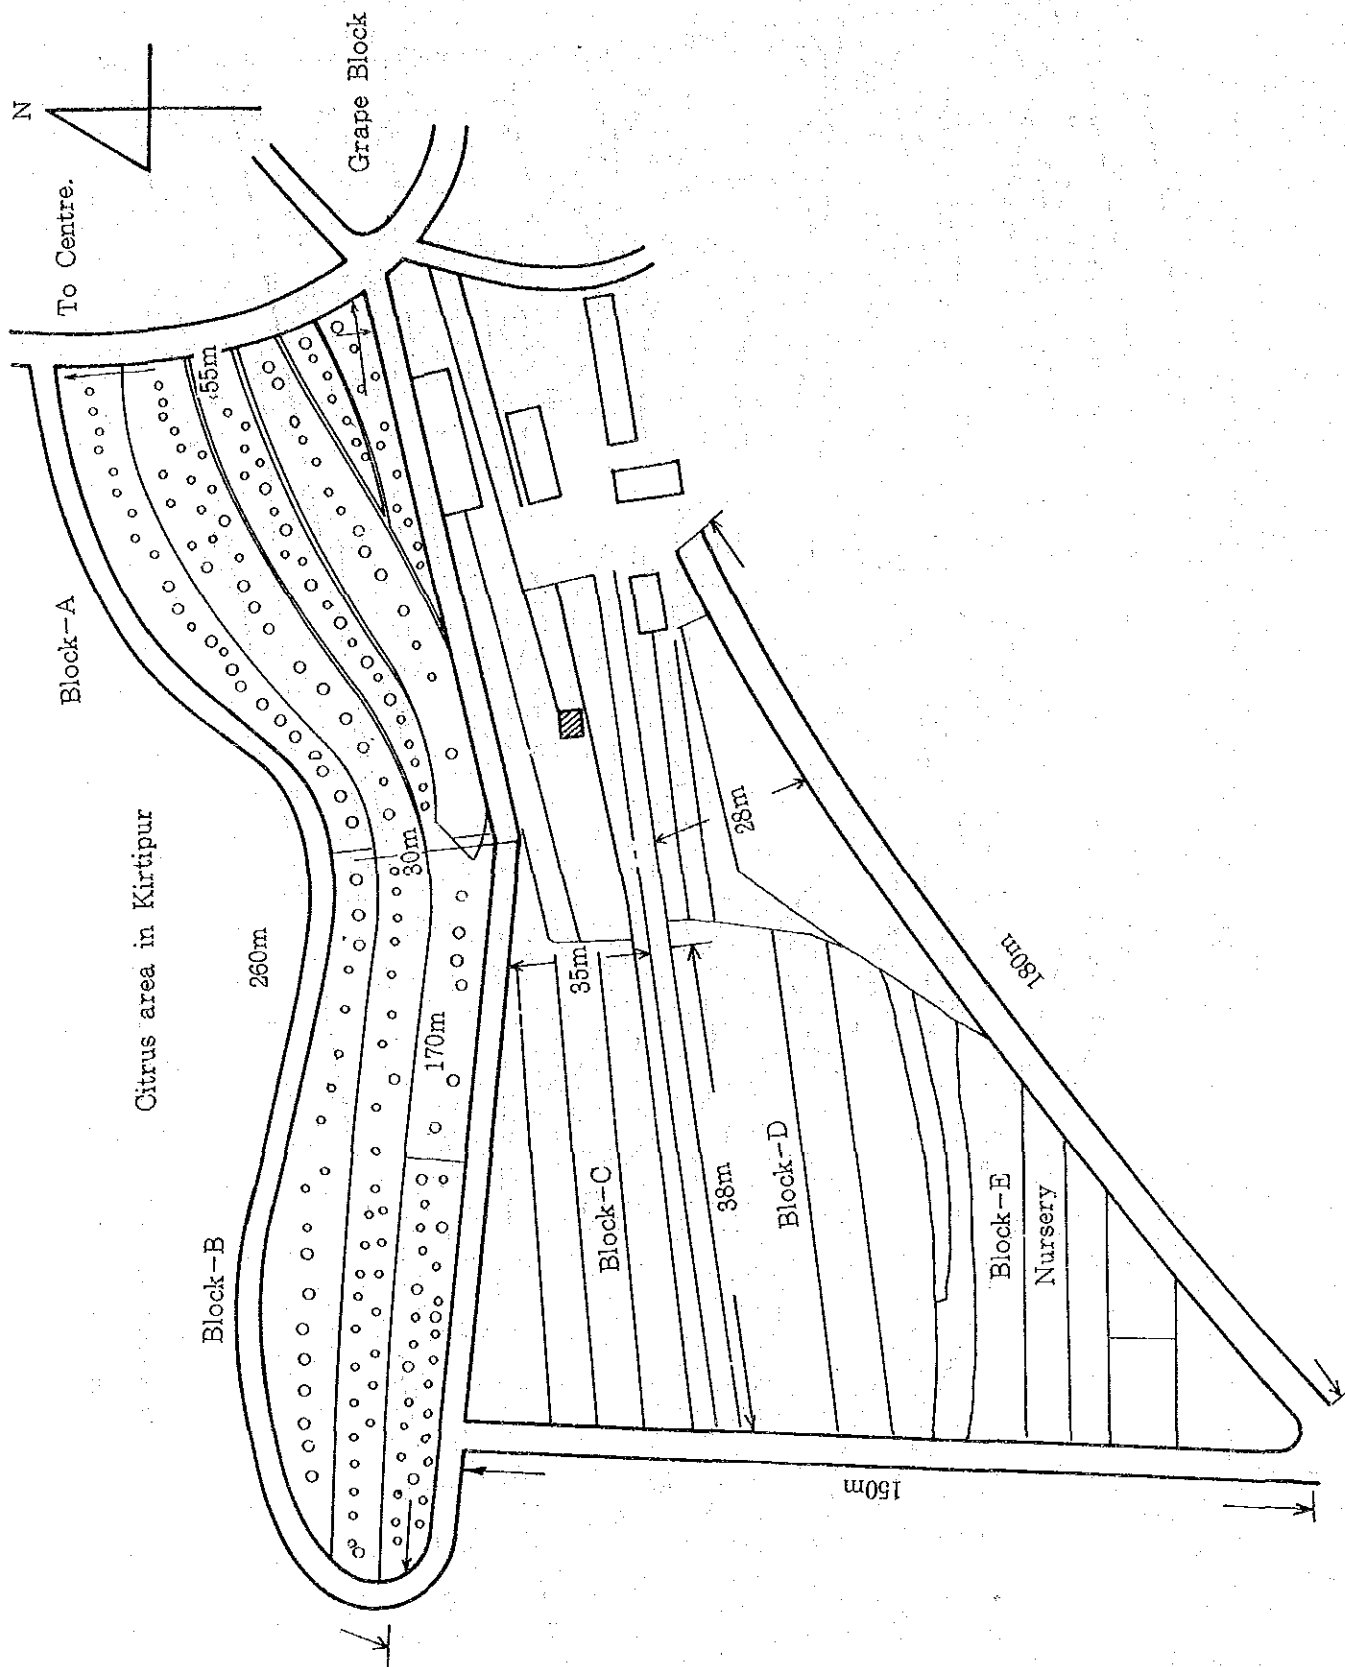 N
To Centre.
Grape Block
Block-A
55m
Citrus area in Kirtipur
260m
30m
Block-B
170m
35m
28m
Block-C
38m
Block-D
180m
Block-E
Nursery
150m